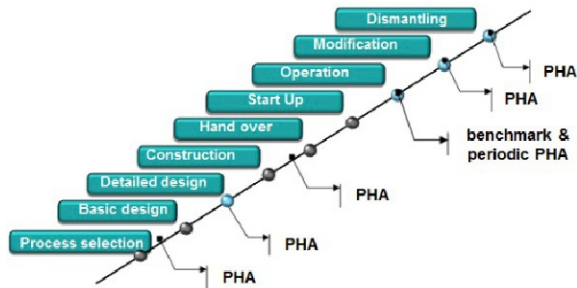 Dismantling
Modification
Operation
Start Up
Hand over
Construction
Detailed design
Basic design
Process selection
PHA
PHA
benchmark &
periodic PHA
PHA
PHA
PHA